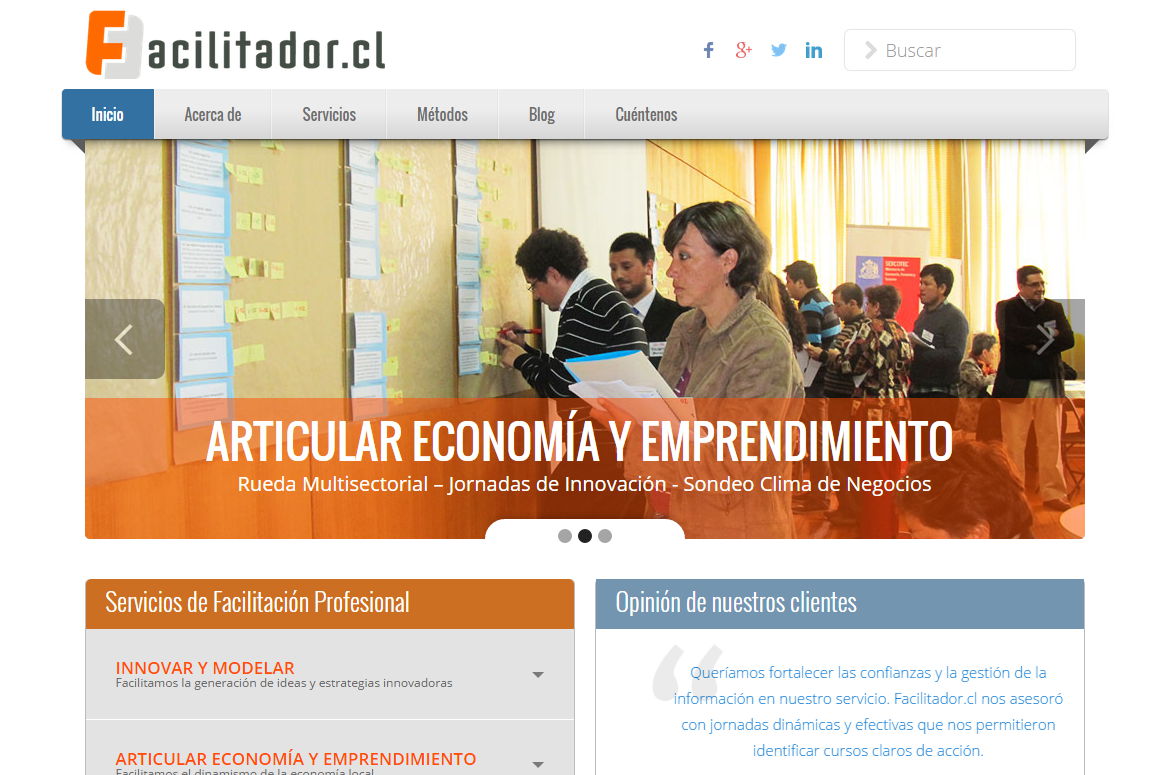 Facilitador.cl
Buscar
Inicio
Acerca de
Servicios
Métodos
Blog
Cuéntenos
SERCOTEC
ARTICULAR ECONOMÍA Y EMPRENDIMIENTO
Rueda Multisectorial – Jornadas de Innovación - Sondeo Clima de Negocios
Servicios de Facilitación Profesional
INNOVAR Y MODELAR
Facilitamos la generación de ideas y estrategias innovadoras
ARTICULAR ECONOMÍA Y EMPRENDIMIENTO
Facilitamos el dinamismo de la economía local
Opinión de nuestros clientes
Queríamos fortalecer las confianzas y la gestión de la
información en nuestro servicio. Facilitador.cl nos asesoró
con jornadas dinámicas y efectivas que nos permitieron
identificar cursos claros de acción.